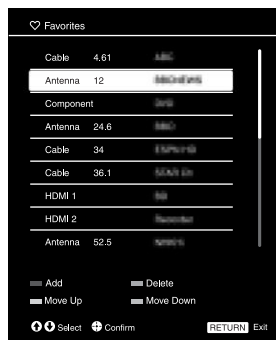 Favorites
Cable 4.61
Antenna 12
Component
Antenna 24.6
Cable 34
Cable 36.1
HDMI 1
HDMI 2
Antenna 52.5
Add Delete
Move Up Move Down
Select Confirm RETURN Exit